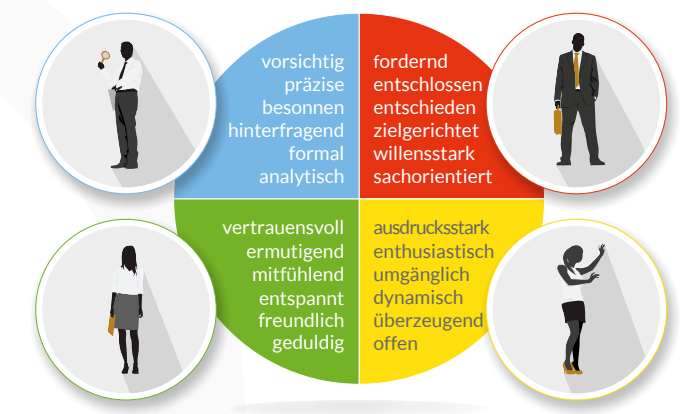 vorsichtig
präzise
besonnen
hinterfragend
formal
analytisch
fordernd
entschlossen
entschieden
zielgerichtet
willensstark
sachorientiert
vertrauensvoll
ermutigend
mitfühlend
entspannt
freundlich
geduldig
ausdrucksstark
enthusiastisch
umgänglich
dynamisch
überzeugend
offen